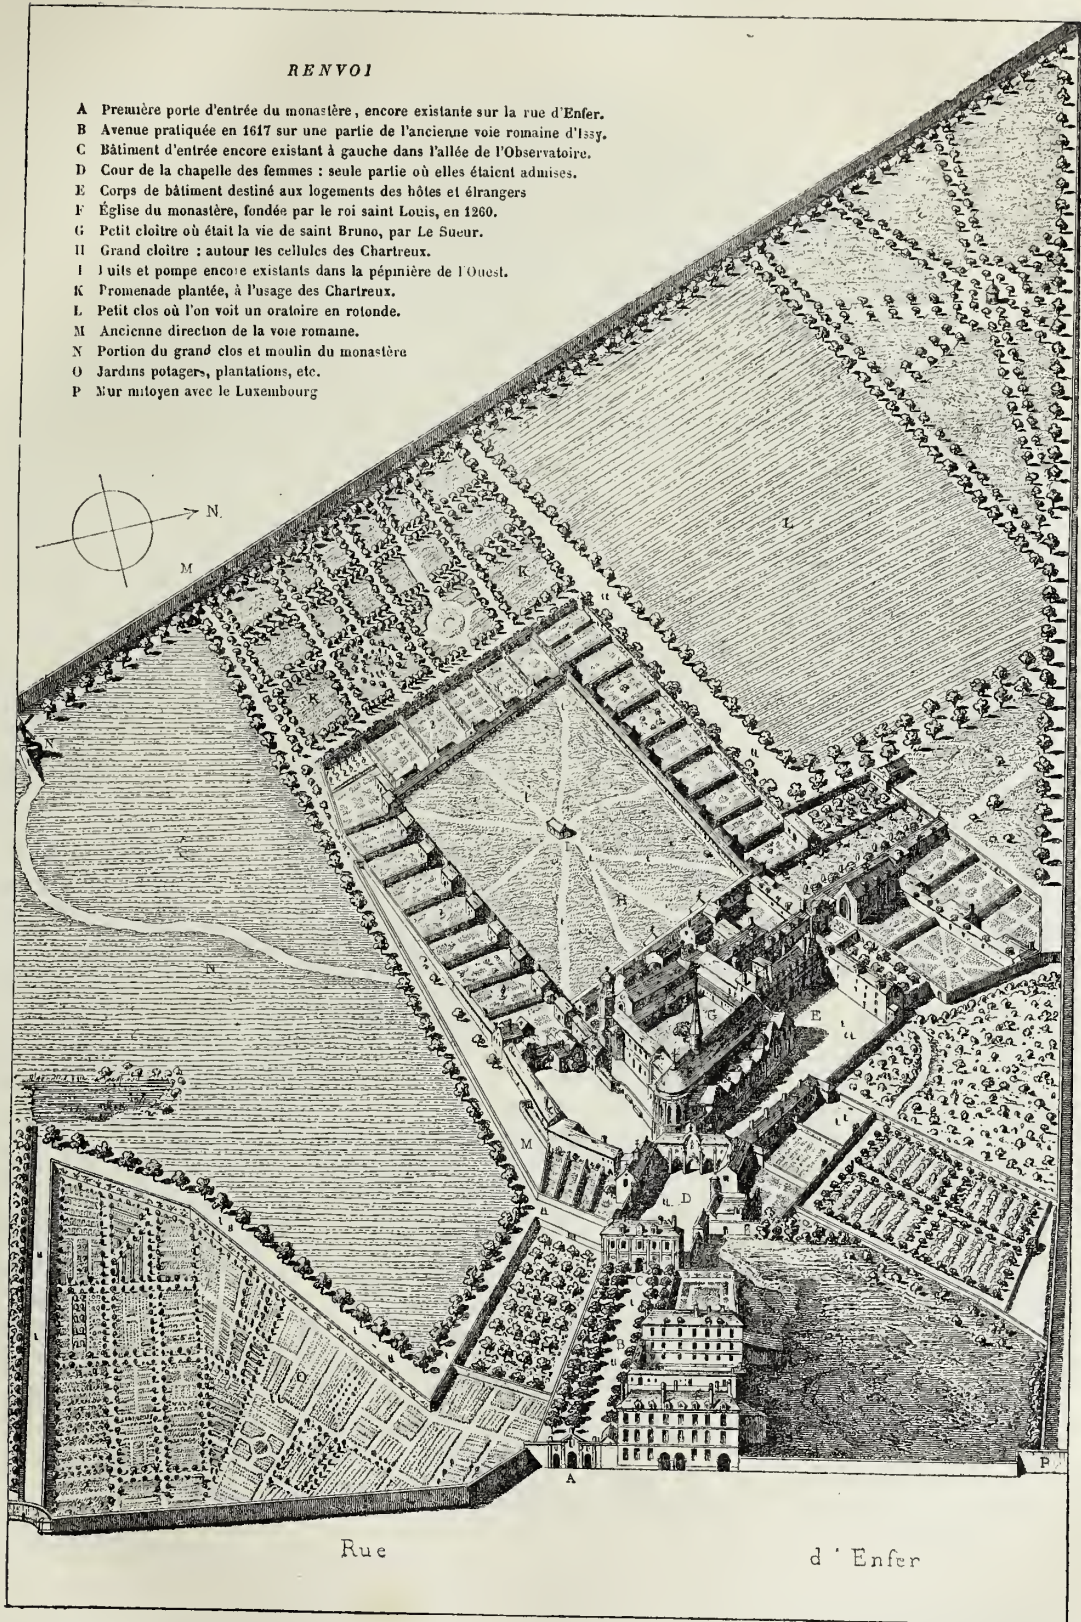 RENVOI
A Première porte d'entrée du monastère, encore existante sur la rue d'Enfer.
B Avenue pratiquée en 1617 sur une partie de l'ancienne voie romaine d'Issy.
C Bâtiment d'entrée encore existant à gauche dans l'allée de l'Observatoire.
D Cour de la chapelle des femmes : seule partie où elles étaient admises.
E Corps de bâtiment destiné aux logements des hôtes et étrangers
F Église du monastère, fondée par le roi saint Louis, en 1260.
G Petit cloître où était la vie de saint Bruno, par Le Sueur.
H Grand cloître : autour les cellules des Chartreux.
I Puits et pompe encore existants dans la pépinière de l'Ouest.
K Promenade plantée, à l'usage des Chartreux.
L Petit clos où l'on voit un oratoire en rotonde.
M Ancienne direction de la voie romaine.
N Portion du grand clos et moulin du monastère
O Jardins potagers, plantations, etc.
P Mur mitoyen avec le Luxembourg
N.
M
L
K
K
N
H
N
G
E
M
D
C
B
O
A
P
Rue d'Enfer